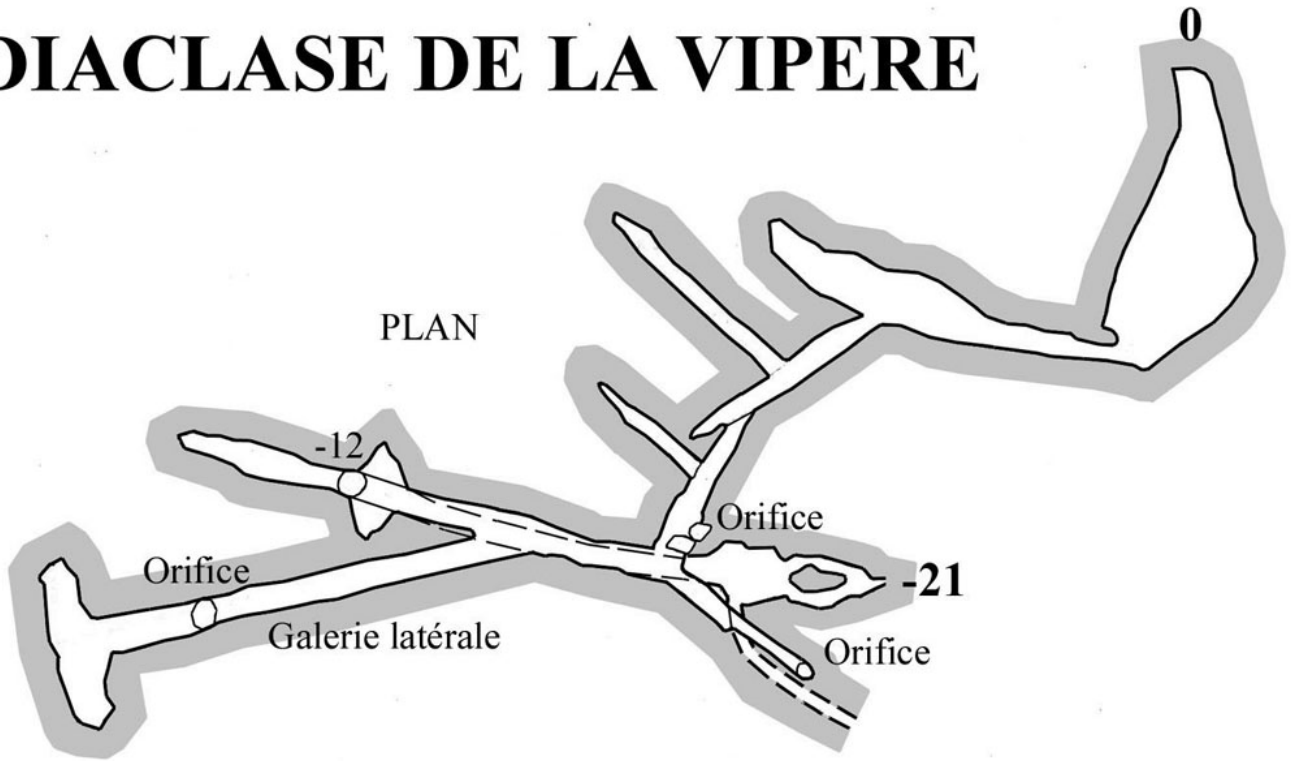 DIACLASE DE LA VIPERE
0
PLAN
-12
Orifice
Orifice
-21
Galerie latérale
Orifice